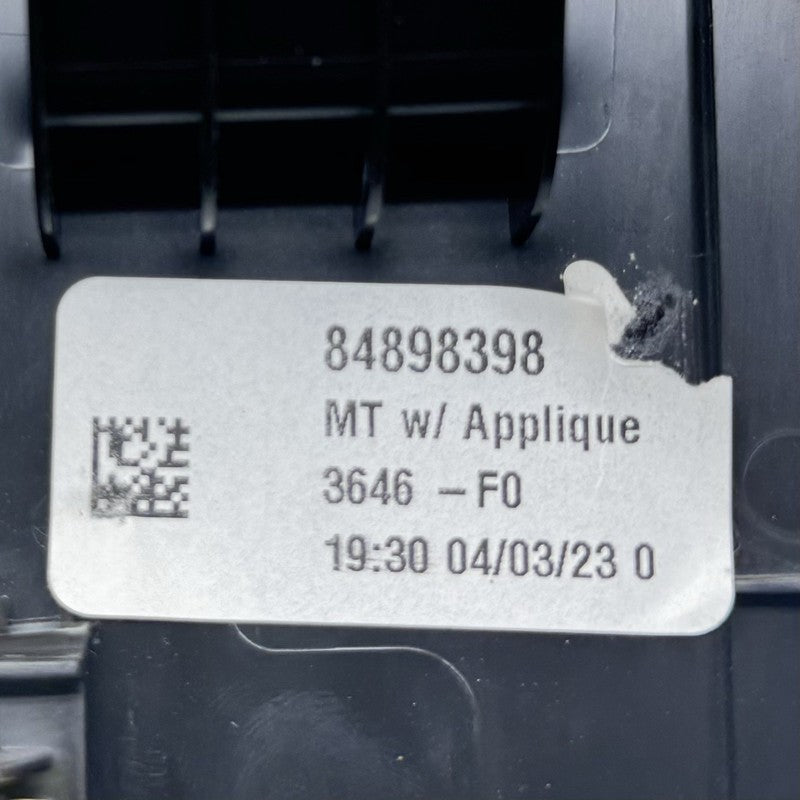 84898398
MT w/ Applique
3646 - F0
19:30 04/03/23 0